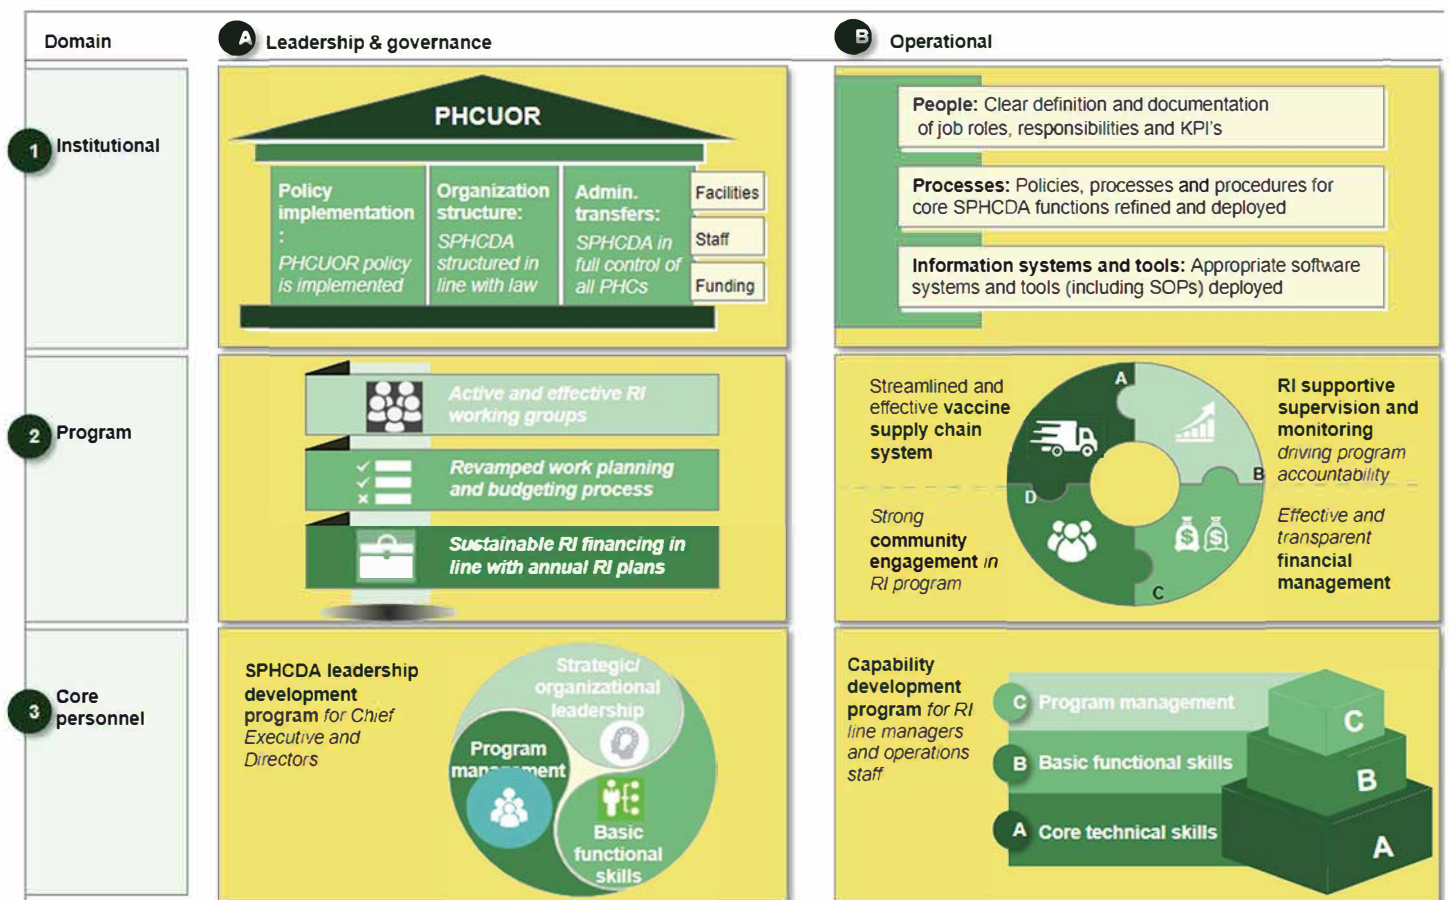 Domain
A Leadership & governance
B Operational
1 Institutional
PHCUOR
Policy
implementation
:
PHCUOR policy
is implemented
Organization
structure:
SPHCDA
structured in
line with law
Admin.
transfers:
SPHCDA in
full control of
all PHCs
Facilities
Staff
Funding
People: Clear definition and documentation
of job roles, responsibilities and KPI's
Processes: Policies, processes and procedures for
core SPHCDA functions refined and deployed
Information systems and tools: Appropriate software
systems and tools (including SOPs) deployed
2 Program
Active and effective RI
working groups
Revamped work planning
and budgeting process
Sustainable RI financing in
line with annual RI plans
Streamlined and
effective vaccine
supply chain
system
A
RI supportive
supervision and
monitoring
driving program
accountability
B
D
Strong
community
engagement in
RI program
Effective and
transparent
financial
management
C
3 Core
personnel
SPHCDA leadership
development
program for Chief
Executive and
Directors
Strategic/
organizational
leadership
Program
management
Basic
functional
skills
Capability
development
program for RI
line managers
and operations
staff
C Program management
B Basic functional skills
A Core technical skills
C
B
A